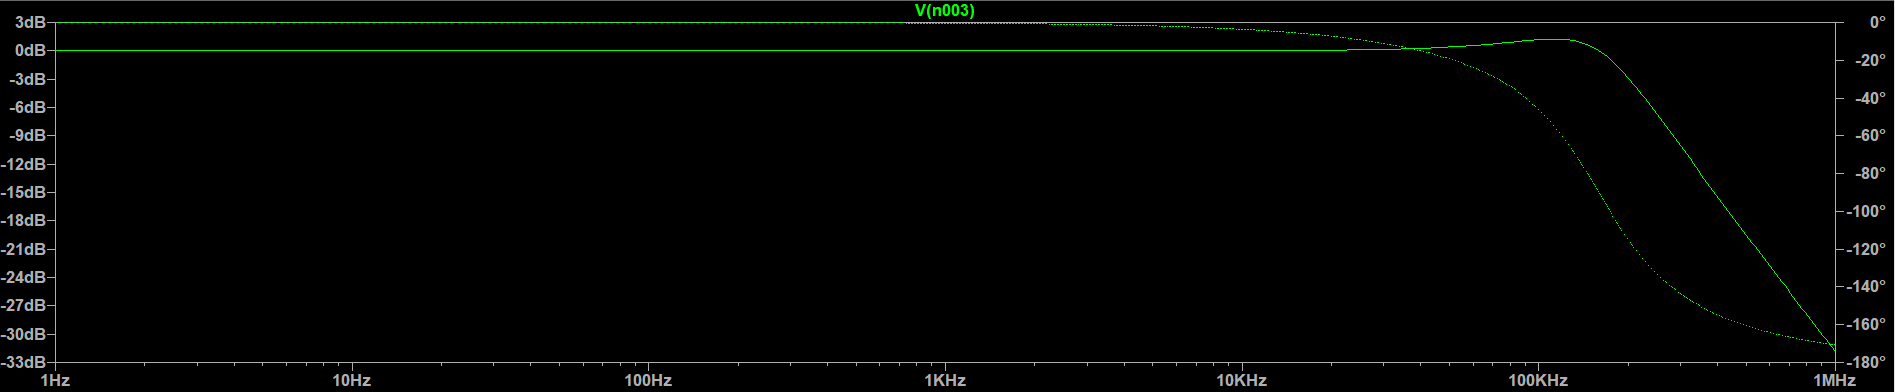 V(n003)
3dB
0dB
-3dB
-6dB
-9dB
-12dB
-15dB
-18dB
-21dB
-24dB
-27dB
-30dB
-33dB
0°
-20°
-40°
-60°
-80°
-100°
-120°
-140°
-160°
-180°
1Hz 10Hz 100Hz 1KHz 10KHz 100KHz 1MHz